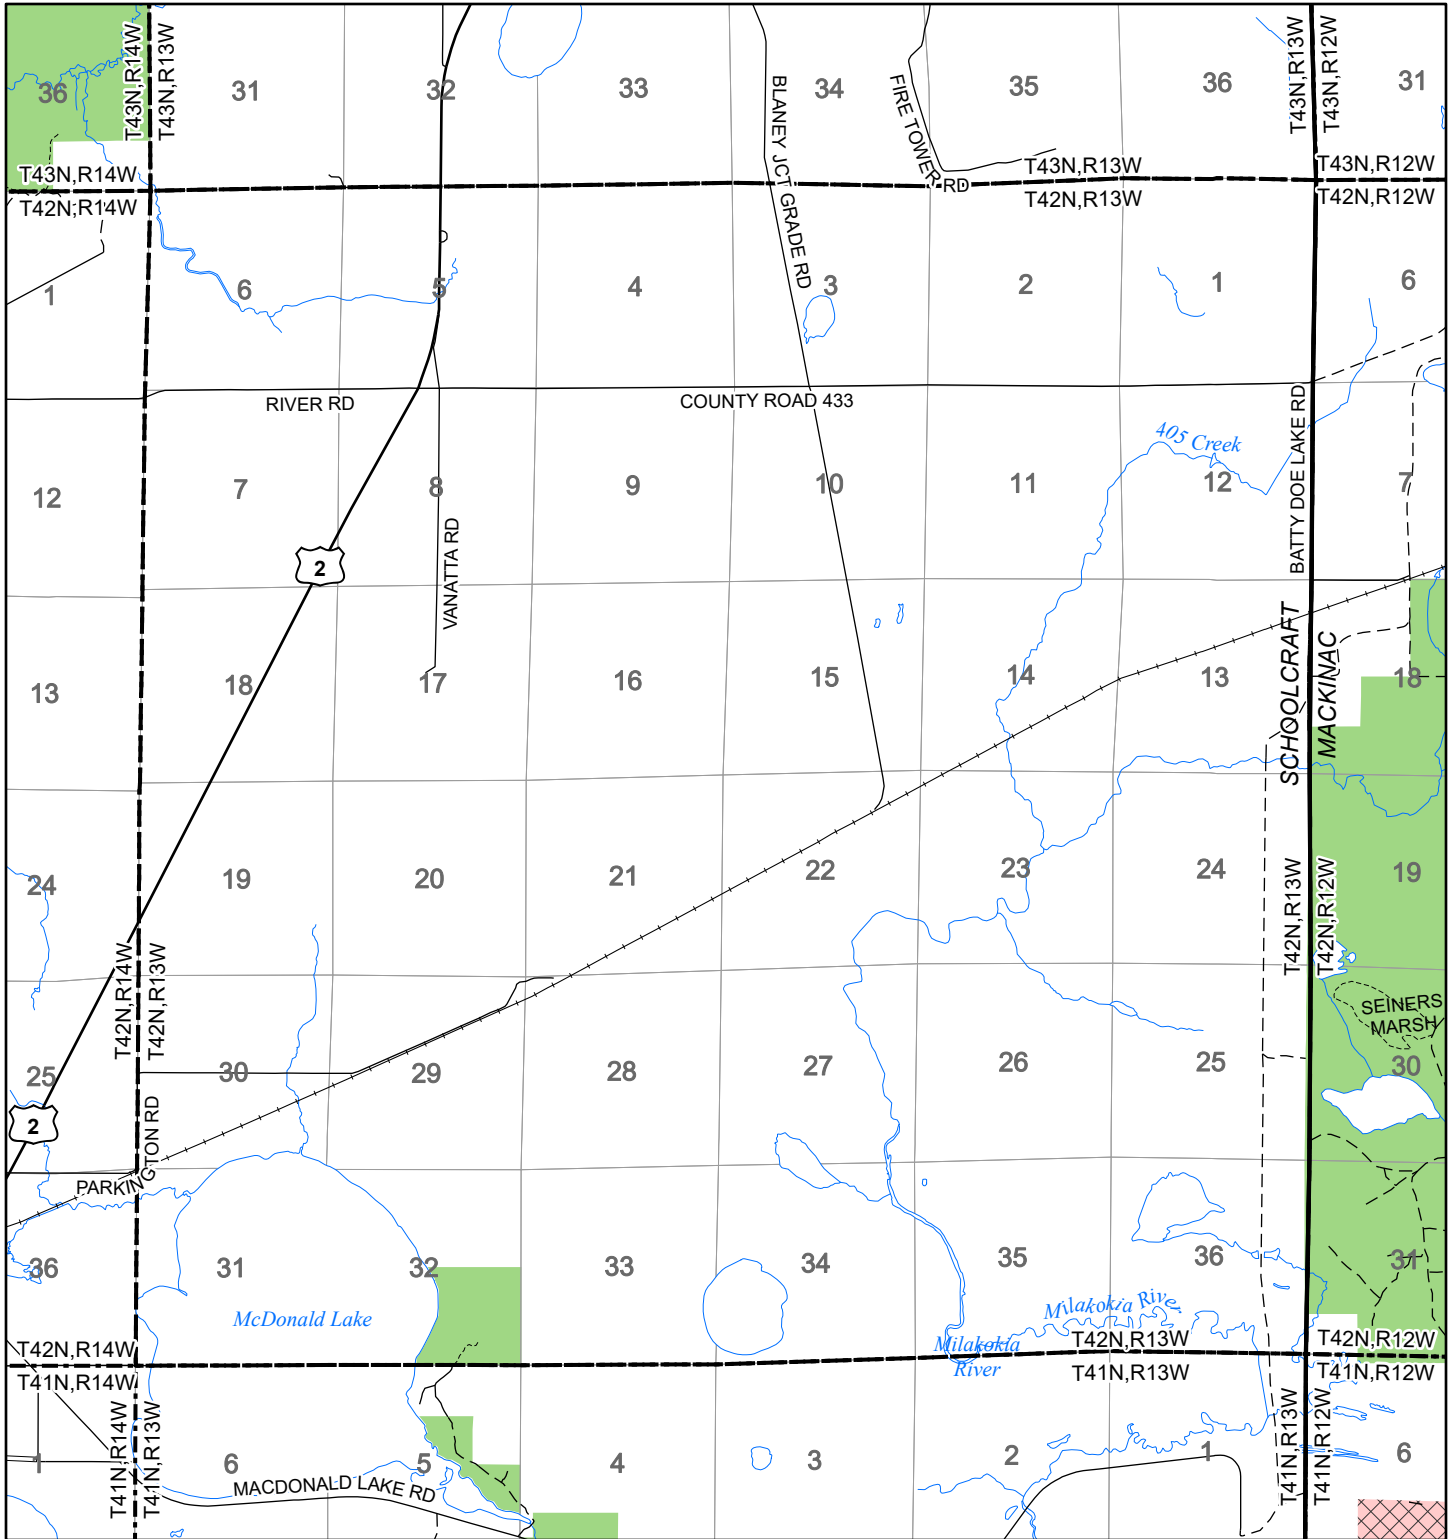 36
T43N,R14W
T43N,R13W
31
32
33
34
35
36
T43N,R13W
T43N,R12W
31
BLANEY JCT GRADE RD
FIRE TOWER RD
T43N,R14W
T42N,R14W
T43N,R13W
T42N,R13W
T43N,R12W
T42N,R12W
1
6
5
4
3
2
1
6
RIVER RD
COUNTY ROAD 433
BATTY DOE LAKE RD
405 Creek
12
7
8
9
10
11
12
7
2
VANATTA RD
SCHOOLCRAFT
MACKINAC
13
18
17
16
15
14
13
18
24
19
20
21
22
23
24
19
T42N,R14W
T42N,R13W
T42N,R13W
T42N,R12W
SEINERS
MARSH
25
30
29
28
27
26
25
30
2
PARKINGTON RD
36
31
32
33
34
35
36
31
McDonald Lake
Milakokia River
Milakokia
River
T42N,R14W
T41N,R14W
T42N,R13W
T41N,R13W
T42N,R12W
T41N,R12W
T41N,R14W
T41N,R13W
T41N,R13W
T41N,R12W
1
6
5
4
3
2
1
6
MACDONALD LAKE RD